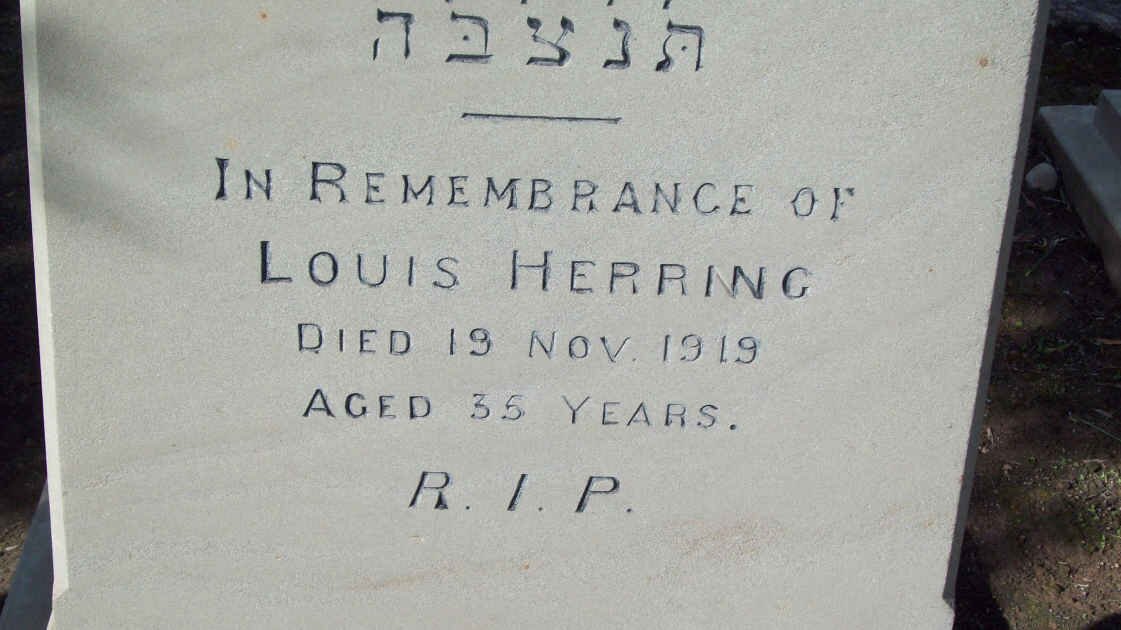 תנצבה
IN REMEMBRANCE OF
LOUIS HERRING
DIED 19 NOV. 1919
AGED 35 YEARS.
R. I. P.